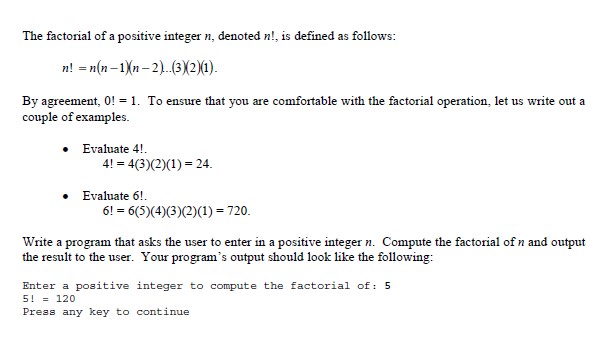 The factorial of a positive integer n, denoted n!, is defined as follows:
n! = n(n – 1)(n – 2)...(3)(2)(1).
By agreement, 0! = 1. To ensure that you are comfortable with the factorial operation, let us write out a
couple of examples.
• Evaluate 4!.
4! = 4(3)(2)(1) = 24.
• Evaluate 6!.
6! = 6(5)(4)(3)(2)(1) = 720.
Write a program that asks the user to enter in a positive integer n. Compute the factorial of n and output
the result to the user. Your program's output should look like the following:
Enter a positive integer to compute the factorial of: 5
5! = 120
Press any key to continue